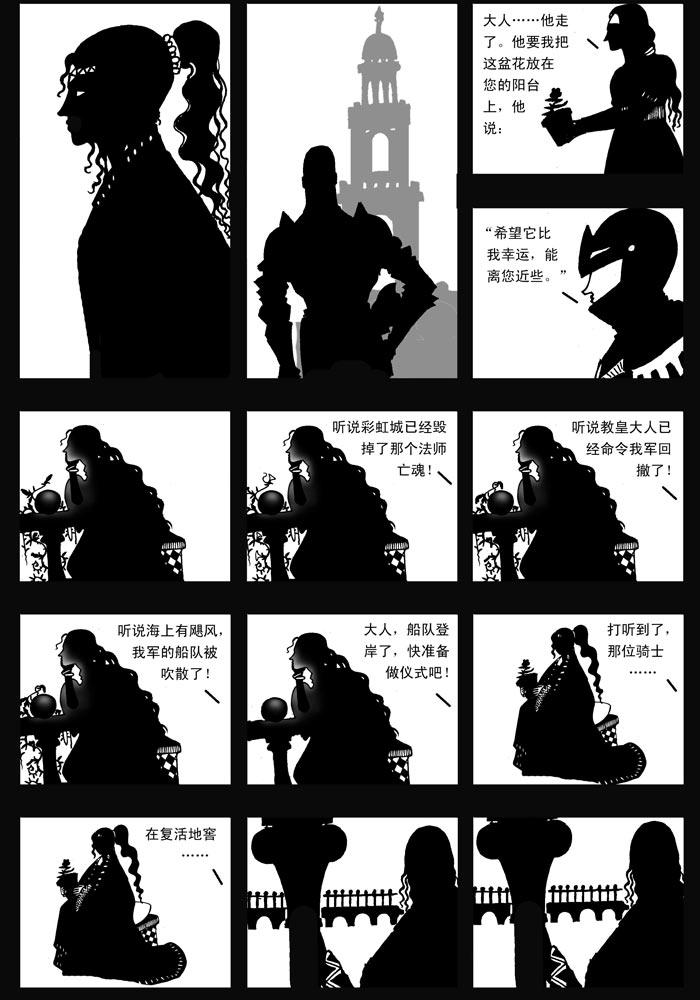 大人……他走
了。他要我把
这盆花放在
您的阳台
上，他
说：
“希望它比
我幸运，能
离您近些。”
听说彩虹城已经毁
掉了那个法师
亡魂！
听说教皇大人已
经命令我军回
撤了！
听说海上有飓风，
我军的船队被
吹散了！
大人，船队登
岸了，快准备
做仪式吧！
打听到了，
那位骑士
……
在复活地窖
……